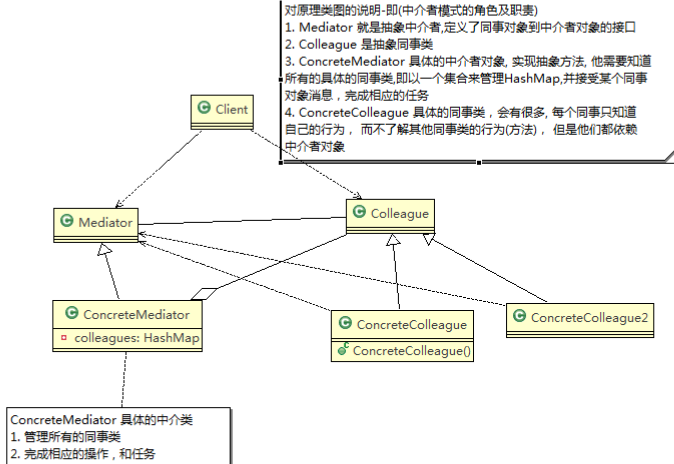 对原理类图的说明-即(中介者模式的角色及职责)
1. Mediator 就是抽象中介者,定义了同事对象到中介者对象的接口
2. Colleague 是抽象同事类
3. ConcreteMediator 具体的中介者对象, 实现抽象方法, 他需要知道
所有的具体的同事类,即以一个集合来管理HashMap,并接受某个同事
对象消息，完成相应的任务
4. ConcreteColleague 具体的同事类，会有很多, 每个同事只知道
自己的行为， 而不了解其他同事类的行为(方法)， 但是他们都依赖
中介者对象
Client
Mediator
Colleague
ConcreteMediator
colleagues: HashMap
ConcreteColleague
ConcreteColleague()
ConcreteColleague2
ConcreteMediator 具体的中介类
1. 管理所有的同事类
2. 完成相应的操作，和任务